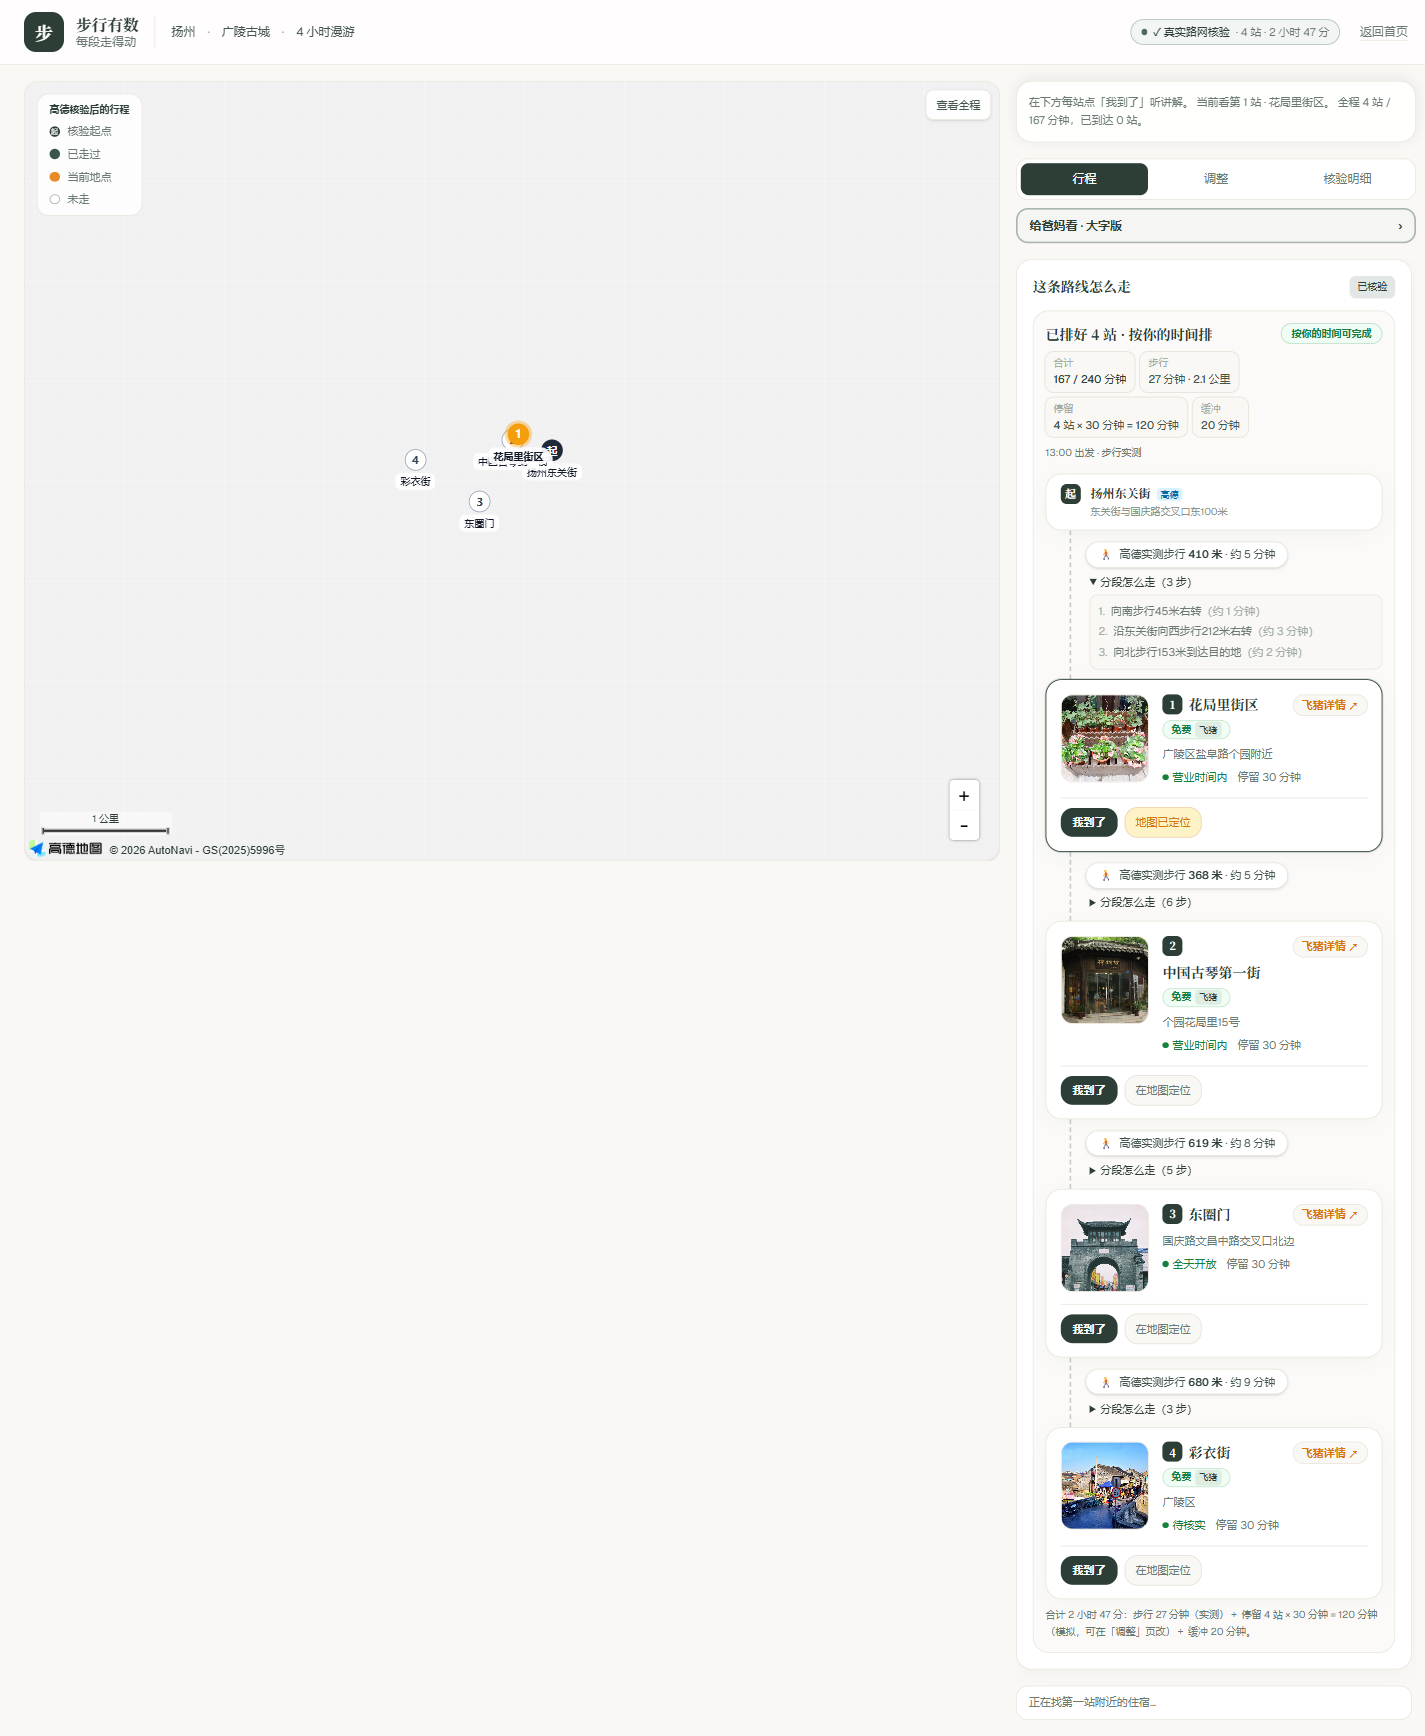 步
步行有数
每段走得动
扬州 · 广陵古城 · 4 小时漫游
✓ 真实路网核验 · 4 站 · 2 小时 47 分
返回首页
高德核验后的行程
起 核验起点
已走过
当前地点
未走
查看全程
1
起
花局里街区
扬州东关街
4
彩衣街
3
东圈门
1 公里
高德地图 © 2026 AutoNavi - GS(2025)5996号
+
-
在下方每站点「我到了」听讲解。 当前看第 1 站 · 花局里街区。 全程 4 站 /
167 分钟，已到达 0 站。
行程
调整
核验明细
给爸妈看 · 大字版 ›
这条路线怎么走
已核验
已排好 4 站 · 按你的时间排
按你的时间可完成
合计
167 / 240 分钟
步行
27 分钟 · 2.1 公里
停留
4 站 × 30 分钟 = 120 分钟
缓冲
20 分钟
13:00 出发 · 步行实测
起 扬州东关街 高德
东关街与国庆路交叉口东100米
高德实测步行 410 米 · 约 5 分钟
▼ 分段怎么走（3 步）
1. 向南步行45米右转（约 1 分钟）
2. 沿东关街向西步行212米右转（约 3 分钟）
3. 向北步行153米到达目的地（约 2 分钟）
1 花局里街区
飞猪详情 ↗
免费 飞猪
广陵区盐阜路个园附近
营业时间内 停留 30 分钟
我到了
地图已定位
高德实测步行 368 米 · 约 5 分钟
▶ 分段怎么走（6 步）
2
飞猪详情 ↗
中国古琴第一街
免费 飞猪
个园花局里15号
营业时间内 停留 30 分钟
我到了
在地图定位
高德实测步行 619 米 · 约 8 分钟
▶ 分段怎么走（5 步）
3 东圈门
飞猪详情 ↗
国庆路文昌中路交叉口北边
全天开放 停留 30 分钟
我到了
在地图定位
高德实测步行 680 米 · 约 9 分钟
▶ 分段怎么走（3 步）
4 彩衣街
飞猪详情 ↗
免费 飞猪
广陵区
待核实 停留 30 分钟
我到了
在地图定位
合计 2 小时 47 分：步行 27 分钟（实测）+ 停留 4 站 × 30 分钟 = 120 分钟
（模拟，可在「调整」页改）+ 缓冲 20 分钟。
正在找第一站附近的住宿…